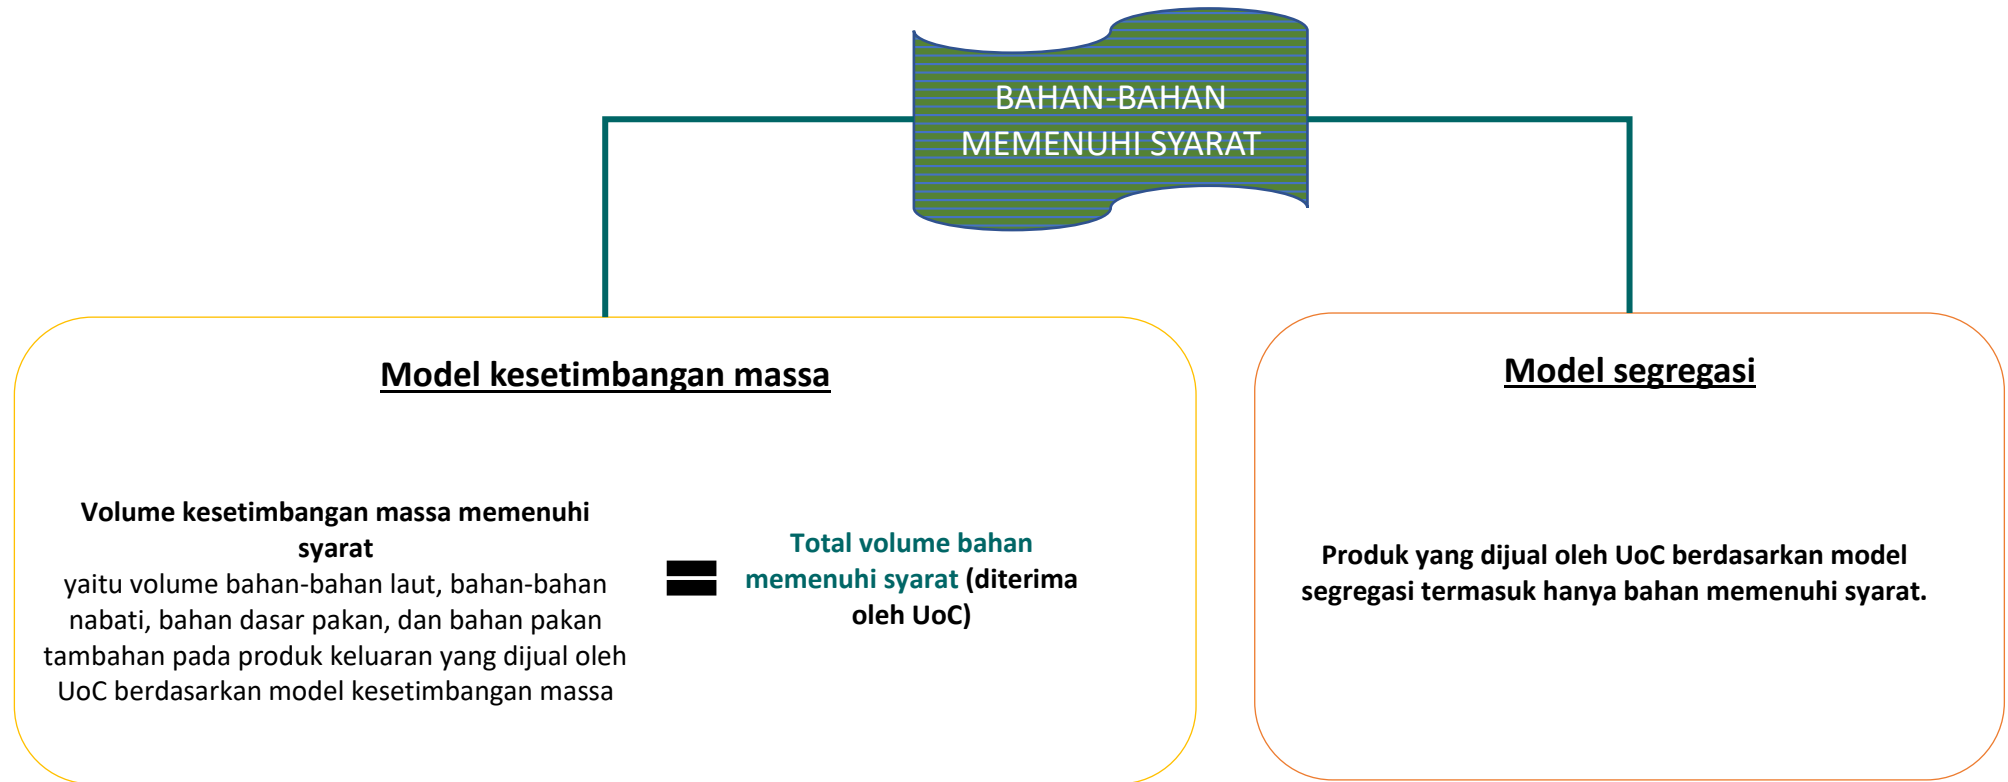 BAHAN-BAHAN
MEMENUHI SYARAT
Model kesetimbangan massa
Volume kesetimbangan massa memenuhi
syarat
yaitu volume bahan-bahan laut, bahan-bahan
nabati, bahan dasar pakan, dan bahan pakan
tambahan pada produk keluaran yang dijual oleh
UoC berdasarkan model kesetimbangan massa
Total volume bahan
memenuhi syarat (diterima
oleh UoC)
Model segregasi
Produk yang dijual oleh UoC berdasarkan model
segregasi termasuk hanya bahan memenuhi syarat.